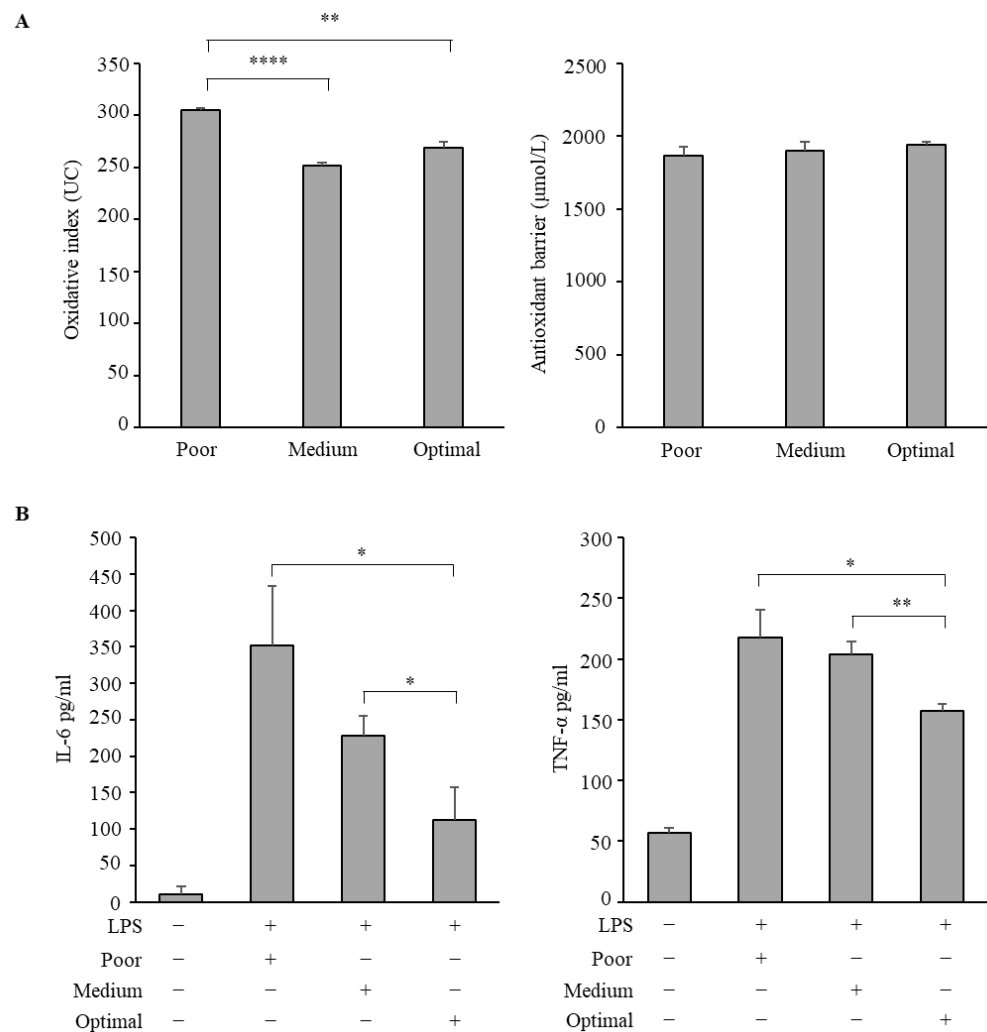 A
**
****
Oxidative index (UC)
350
300
250
200
150
100
50
0
Poor Medium Optimal
Antioxidant barrier (μmol/L)
2500
2000
1500
1000
500
0
Poor Medium Optimal
B
*
*
IL-6 pg/ml
500
450
400
350
300
250
200
150
100
50
0
LPS − + + +
Poor − + − −
Medium − − + −
Optimal − − − +
*
**
TNF-α pg/ml
300
250
200
150
100
50
0
LPS − + + +
Poor − + − −
Medium − − + −
Optimal − − − +